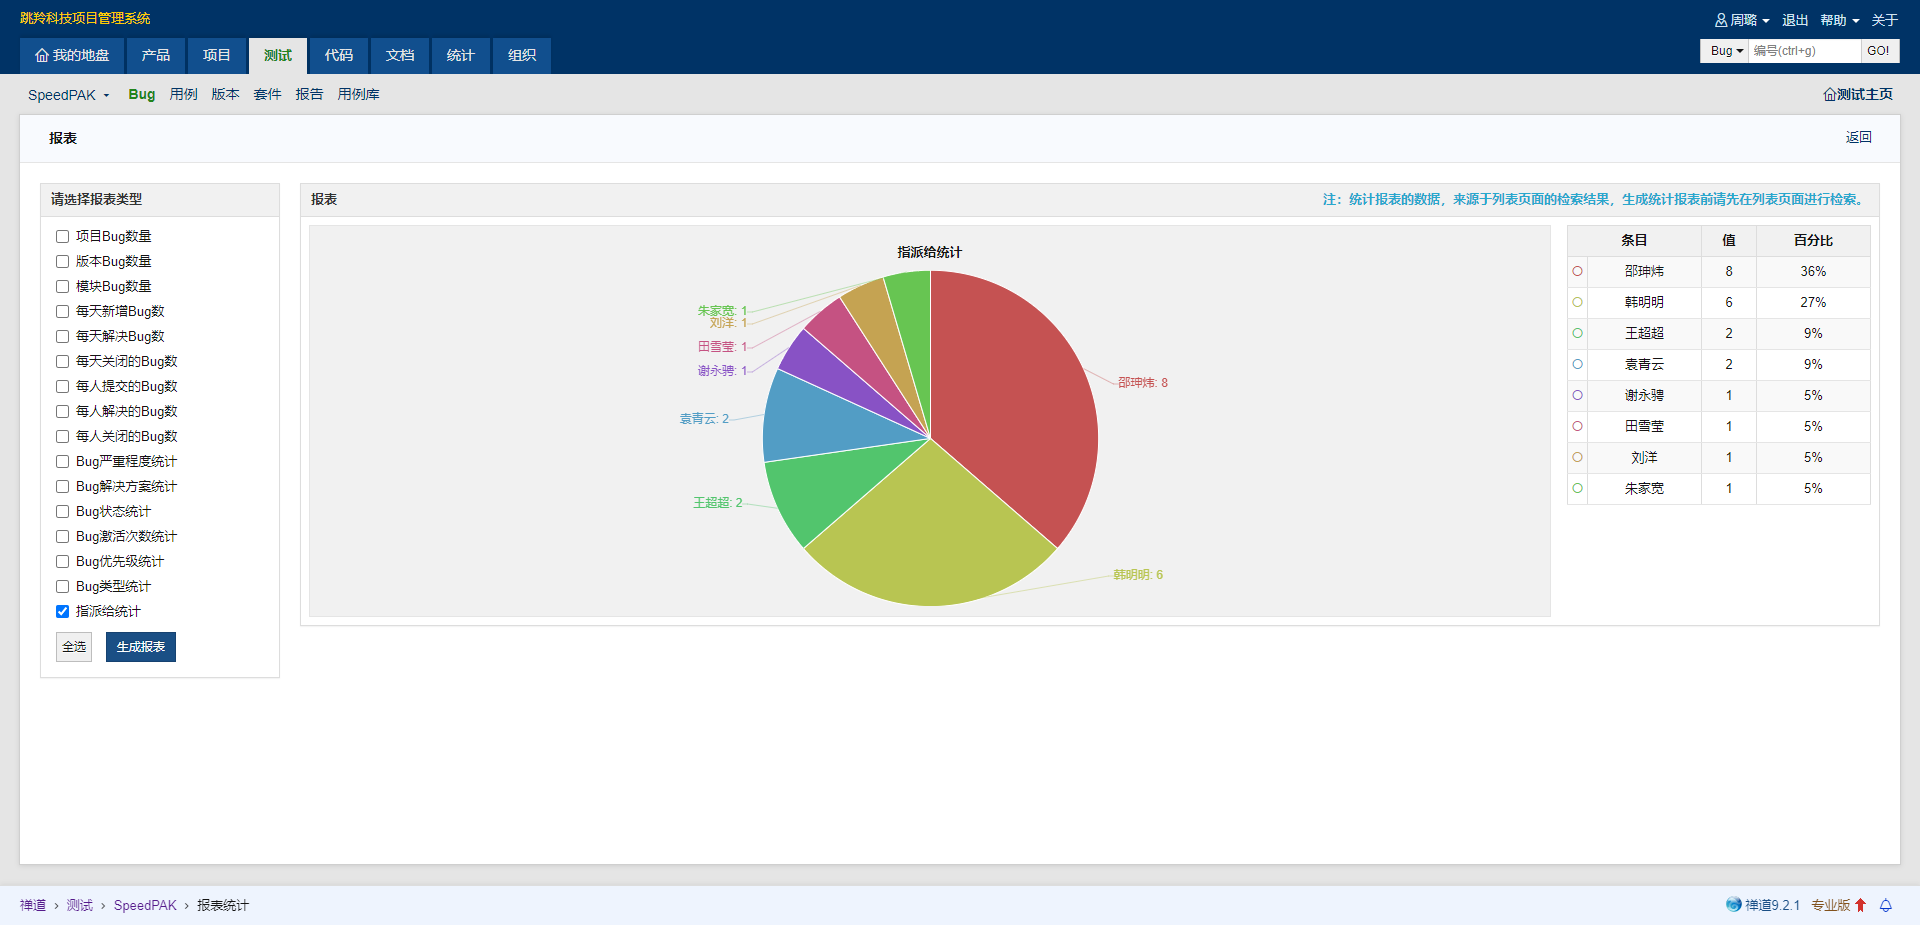 跳羚科技项目管理系统
周璐 退出 帮助 关于
我的地盘 产品 项目 测试 代码 文档 统计 组织
Bug 编号(ctrl+g) GO!
SpeedPAK Bug 用例 版本 套件 报告 用例库
测试主页
报表
返回
请选择报表类型
项目Bug数量
版本Bug数量
模块Bug数量
每天新增Bug数
每天解决Bug数
每天关闭的Bug数
每人提交的Bug数
每人解决的Bug数
每人关闭的Bug数
Bug严重程度统计
Bug解决方案统计
Bug状态统计
Bug激活次数统计
Bug优先级统计
Bug类型统计
指派给统计
全选 生成报表
报表
注：统计报表的数据，来源于列表页面的检索结果，生成统计报表前请先在列表页面进行检索。
指派给统计
朱家宽: 1
刘洋: 1
田雪莹: 1
谢永骋: 1
袁青云: 2
王超超: 2
邵珅炜: 8
韩明明: 6
条目 值 百分比
邵珅炜 8 36%
韩明明 6 27%
王超超 2 9%
袁青云 2 9%
谢永骋 1 5%
田雪莹 1 5%
刘洋 1 5%
朱家宽 1 5%
禅道 › 测试 › SpeedPAK › 报表统计
禅道9.2.1 专业版